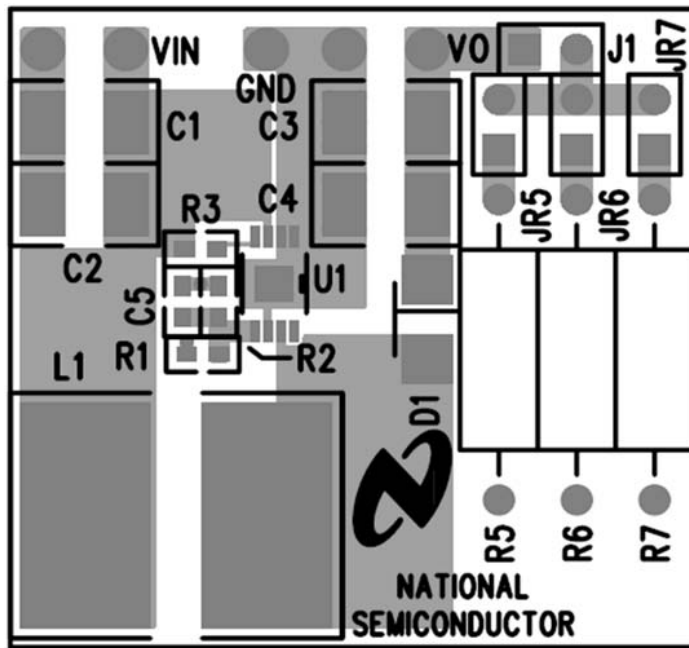 VIN
GND
VO
J1
JR7
C1
C3
C2
C4
R3
JR5
JR6
C5
U1
R1
R2
L1
D1
R5
R6
R7
NATIONAL
SEMICONDUCTOR